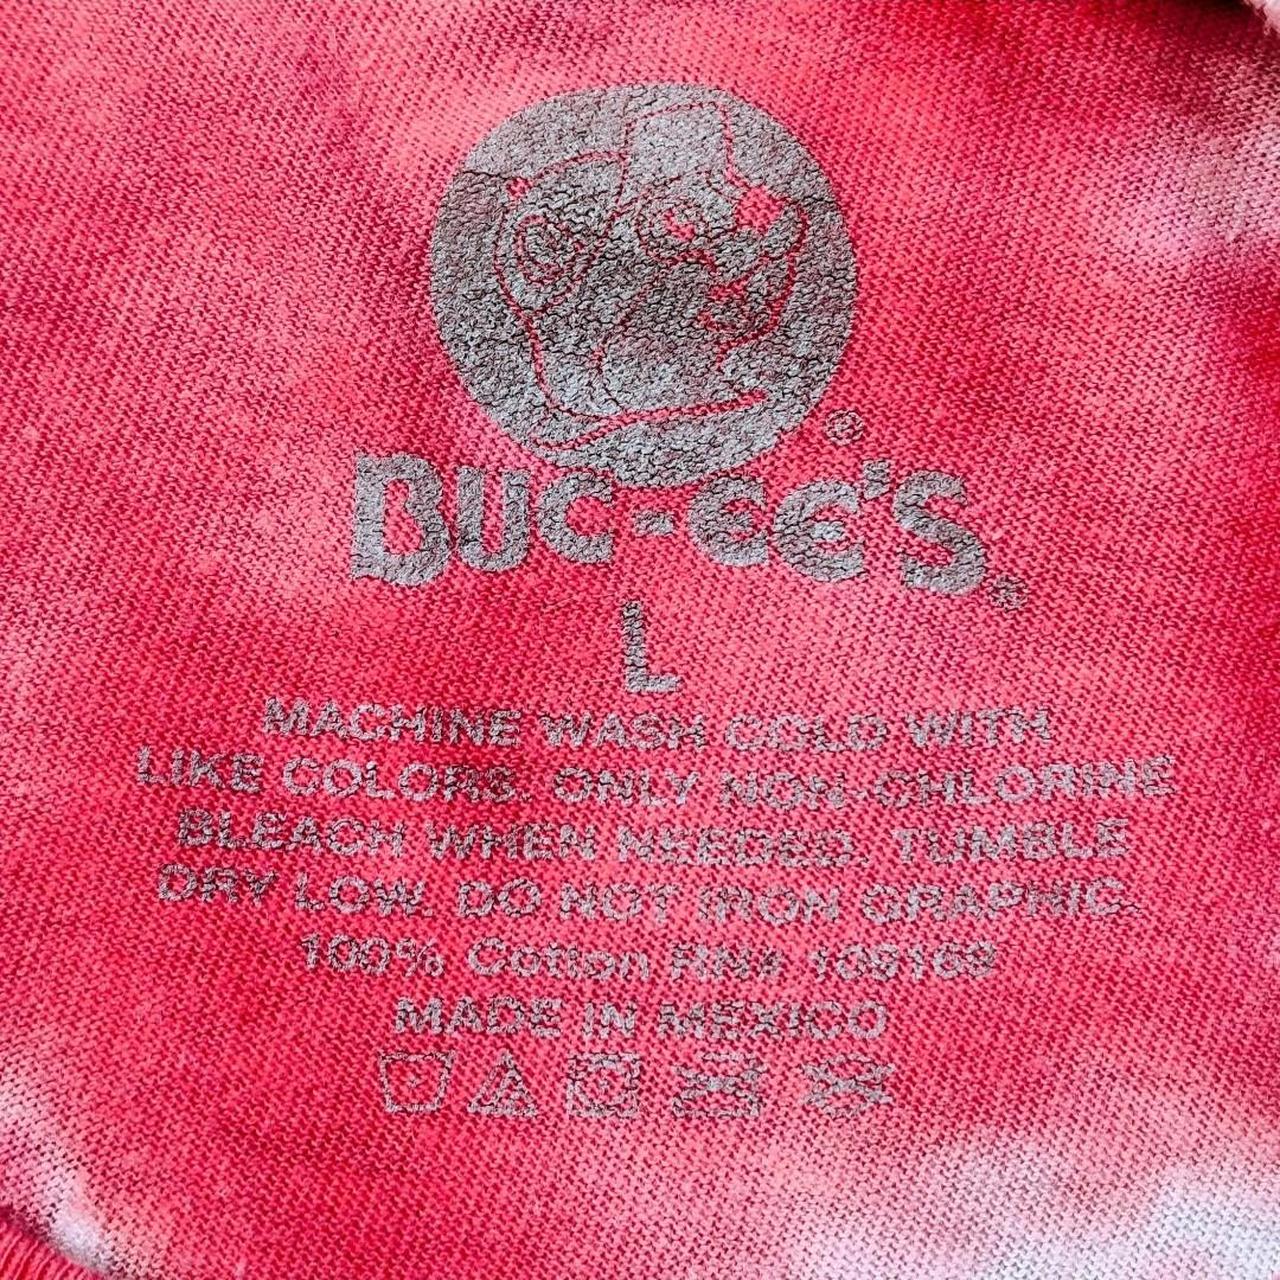 BUC-EE'S®
L
MACHINE WASH COLD WITH
LIKE COLORS. ONLY NON-CHLORINE
BLEACH WHEN NEEDED. TUMBLE
DRY LOW. DO NOT IRON GRAPHIC.
100% Cotton RN#
MADE IN MEXICO